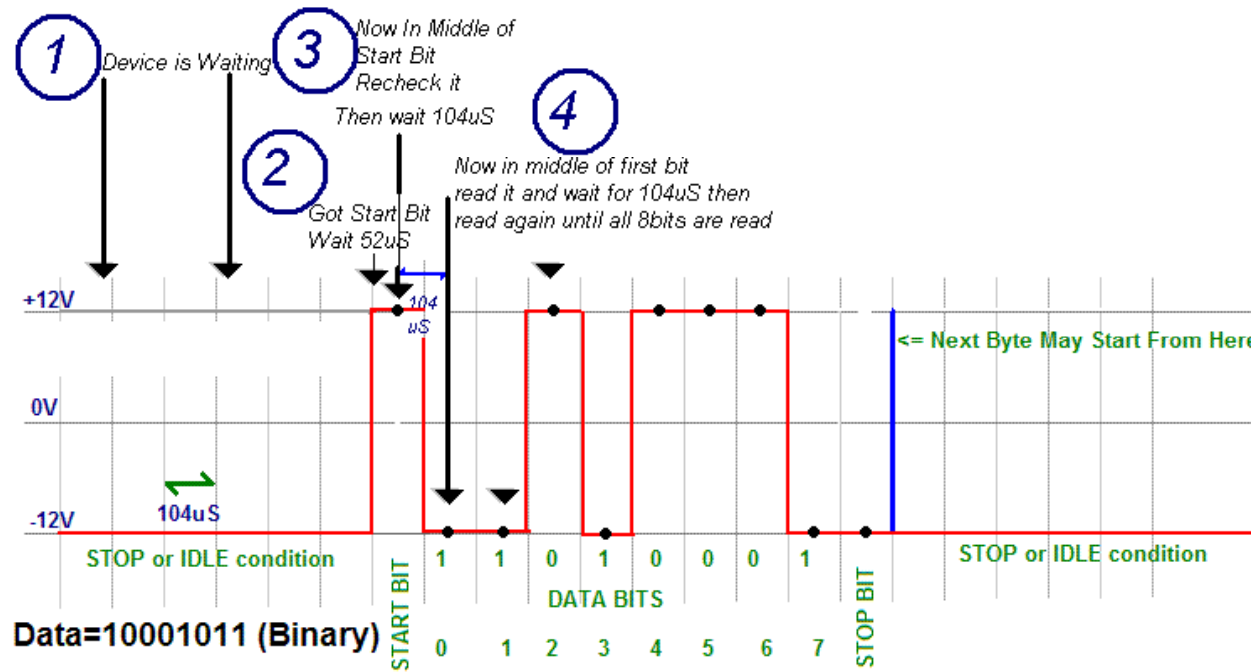 1
Device is Waiting
2
Got Start Bit
Wait 52uS
3
Now In Middle of
Start Bit
Recheck it
Then wait 104uS
4
Now in middle of first bit
read it and wait for 104uS then
read again until all 8bits are read
+12V
104
uS
<= Next Byte May Start From Here
0V
104uS
-12V
STOP or IDLE condition
START BIT
1 1 0 1 0 0 0 1
DATA BITS
0 1 2 3 4 5 6 7
STOP BIT
STOP or IDLE condition
Data=10001011 (Binary)